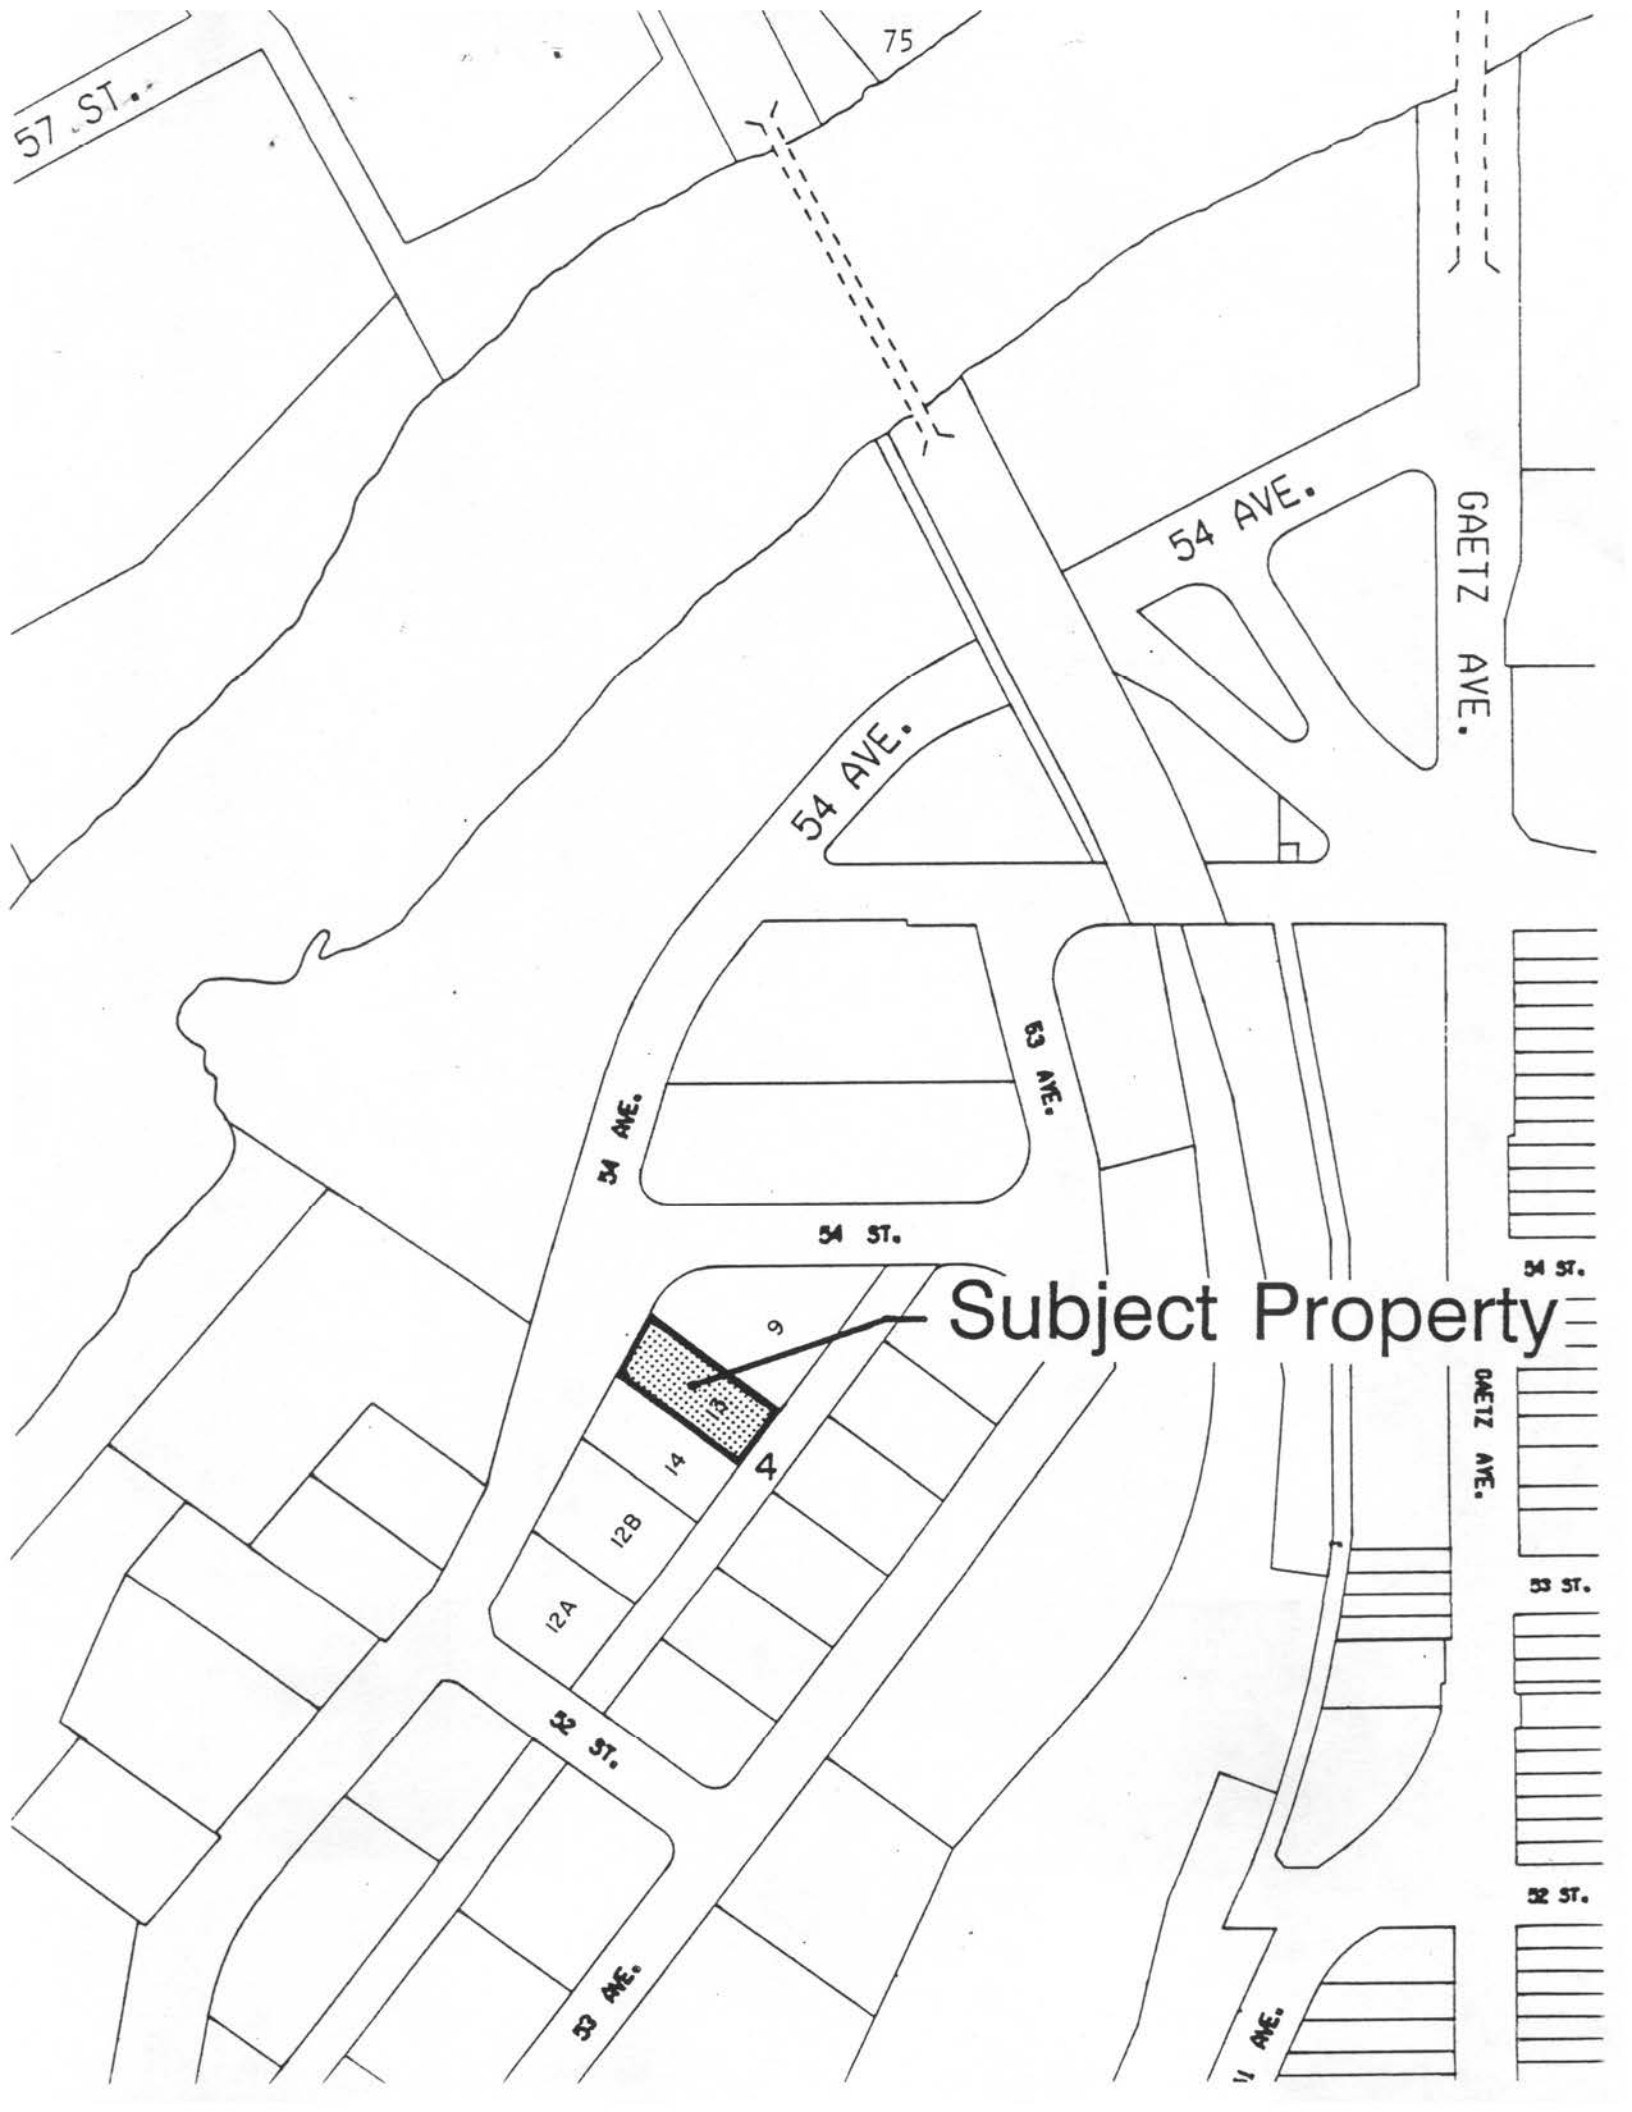 75
57 ST.
54 AVE.
GAETZ AVE.
54 AVE.
53 AVE.
54 AVE.
54 ST.
54 ST.
Subject Property
9
13
GAETZ AVE.
14
4
12B
53 ST.
12A
52 ST.
52 ST.
53 AVE.
AVE.